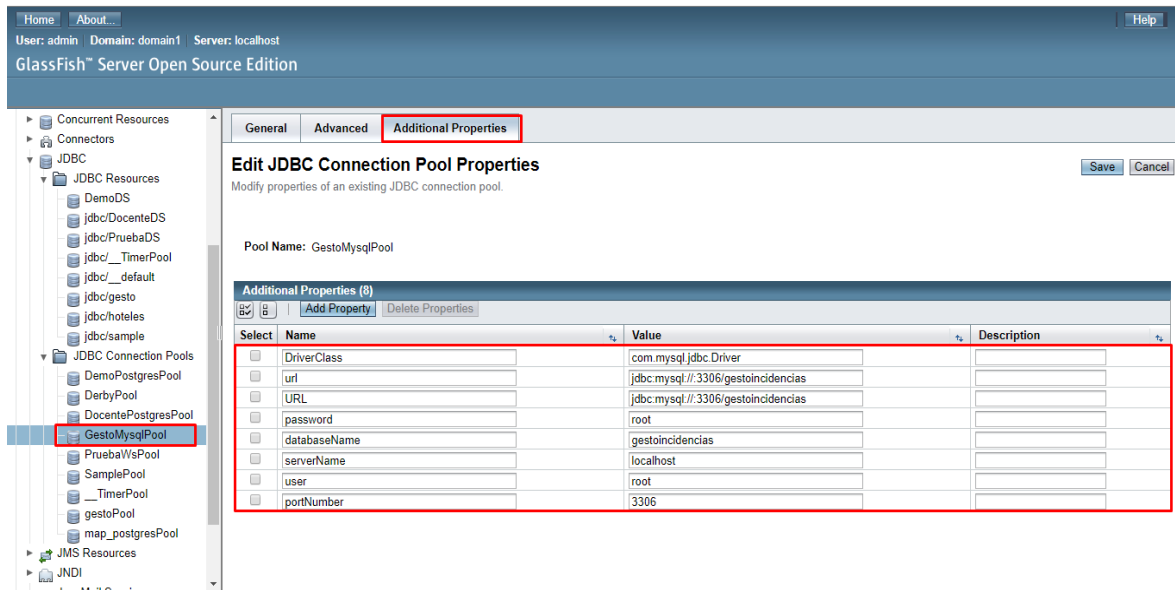 Home About... Help
User: admin Domain: domain1 Server: localhost
GlassFish™ Server Open Source Edition
Concurrent Resources
Connectors
JDBC
JDBC Resources
DemoDS
jdbc/DocenteDS
jdbc/PruebaDS
jdbc/__TimerPool
jdbc/__default
jdbc/gesto
jdbc/hoteles
jdbc/sample
JDBC Connection Pools
DemoPostgresPool
DerbyPool
DocentePostgresPool
GestoMysqlPool
PruebaWsPool
SamplePool
__TimerPool
gestoPool
map_postgresPool
JMS Resources
JNDI
General Advanced Additional Properties
Edit JDBC Connection Pool Properties
Save Cancel
Modify properties of an existing JDBC connection pool.
Pool Name: GestoMysqlPool
Additional Properties (8)
Add Property Delete Properties
Select Name Value Description
DriverClass com.mysql.jdbc.Driver
url jdbc:mysql://:3306/gestoincidencias
URL jdbc:mysql://:3306/gestoincidencias
password root
databaseName gestoincidencias
serverName localhost
user root
portNumber 3306